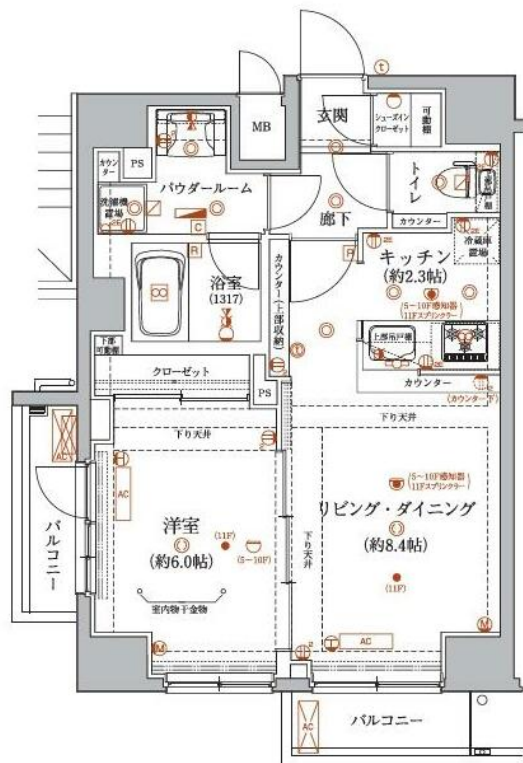 t
玄関
シューズイン
クローゼット
可動棚
MB
カウンター
PS
洗濯機
置場
パウダールーム
トイレ
吊戸棚
廊下
カウンター
C
R
P
2E
2E
キッチン
(約2.3帖)
冷蔵庫
置場
浴室
(1317)
カウンター(上部収納)
(5〜10F感知器
11Fスプリンクラー)
t
上部吊戸棚
下部
可動棚
クローゼット
PS
カウンター
2E
(カウンター下)
下り天井
下り天井
AC
AC
(5〜10F感知器
11Fスプリンクラー)
リビング・ダイニング
(約8.4帖)
洋室
(約6.0帖)
(11F)
(5〜10F)
下り天井
(11F)
バルコニー
室内物干金物
M
M
2
AC
バルコニー
AC